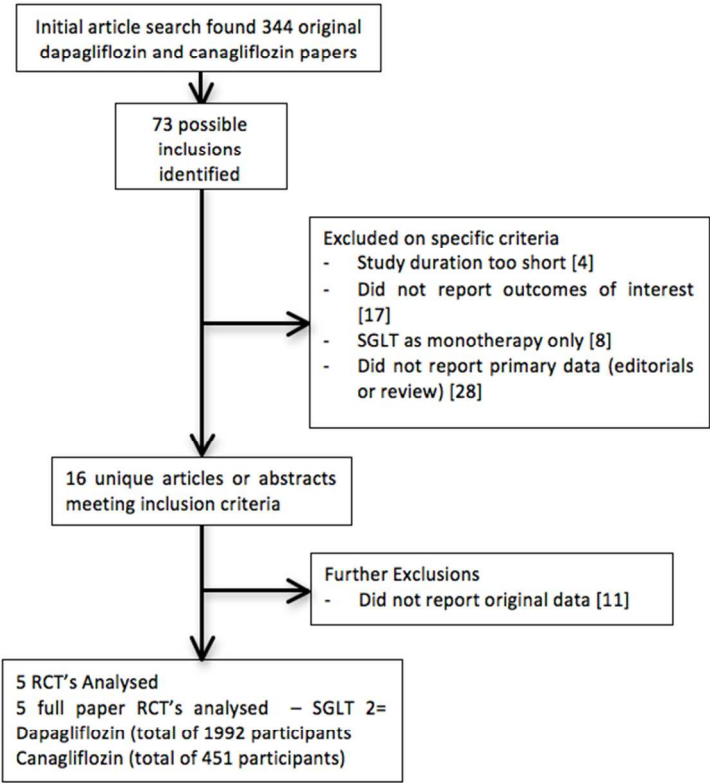 Initial article search found 344 original
dapagliflozin and canagliflozin papers
73 possible
inclusions
identified
Excluded on specific criteria
- Study duration too short [4]
- Did not report outcomes of interest
[17]
- SGLT as monotherapy only [8]
- Did not report primary data (editorials
or review) [28]
16 unique articles or abstracts
meeting inclusion criteria
Further Exclusions
- Did not report original data [11]
5 RCT's Analysed
5 full paper RCT's analysed – SGLT 2=
Dapagliflozin (total of 1992 participants
Canagliflozin (total of 451 participants)